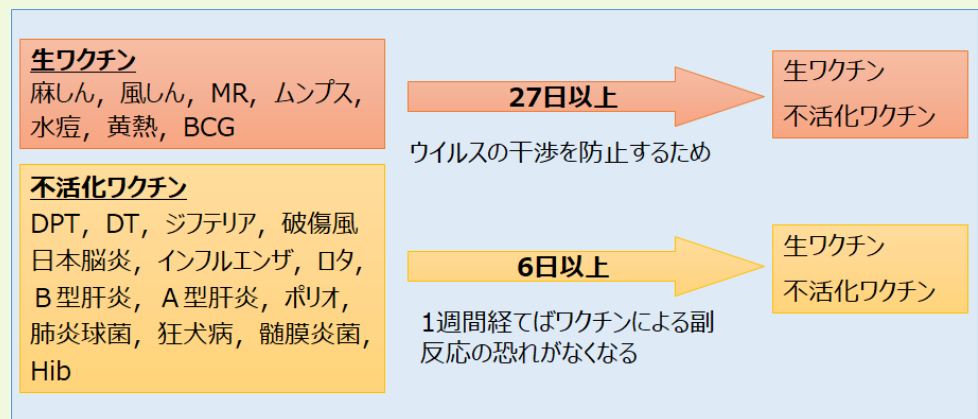 生ワクチン
麻しん, 風しん, MR, ムンプス,
水痘, 黄熱, BCG
27日以上
生ワクチン
不活化ワクチン
ウイルスの干渉を防止するため
不活化ワクチン
DPT, DT, ジフテリア, 破傷風
日本脳炎, インフルエンザ, ロタ,
B型肝炎, A型肝炎, ポリオ,
肺炎球菌, 狂犬病, 髄膜炎菌,
Hib
6日以上
生ワクチン
不活化ワクチン
1週間経てばワクチンによる副
反応の恐れがなくなる